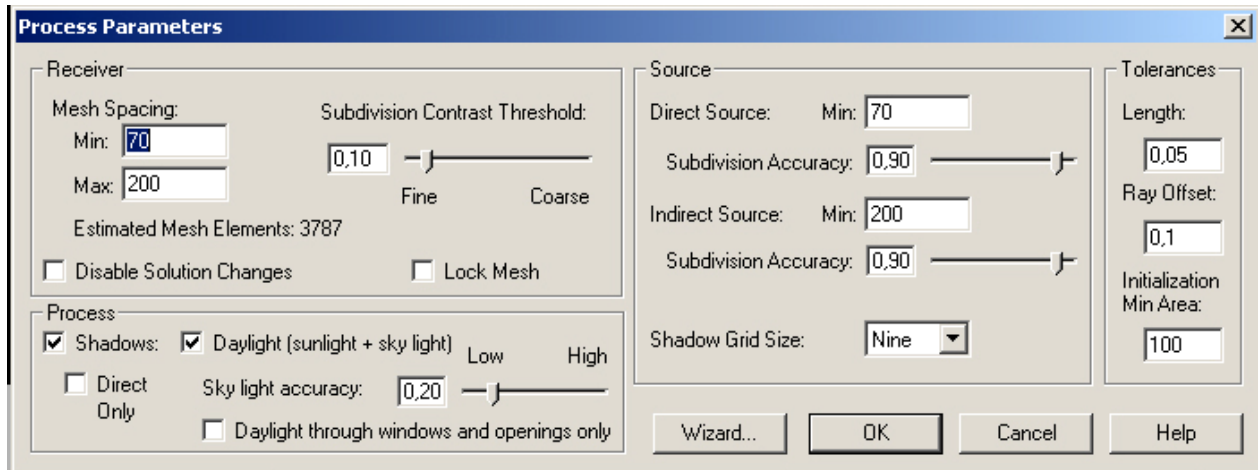 Process Parameters
Receiver
Mesh Spacing:
Min: 70
Max: 200
Subdivision Contrast Threshold:
0,10
Fine Coarse
Estimated Mesh Elements: 3787
Disable Solution Changes Lock Mesh
Process
Shadows: Daylight (sunlight + sky light)
Direct
Only
Low High
Sky light accuracy: 0,20
Daylight through windows and openings only
Source
Direct Source: Min: 70
Subdivision Accuracy: 0,90
Indirect Source: Min: 200
Subdivision Accuracy: 0,90
Shadow Grid Size: Nine
Tolerances
Length:
0,05
Ray Offset:
0,1
Initialization
Min Area:
100
Wizard... OK Cancel Help